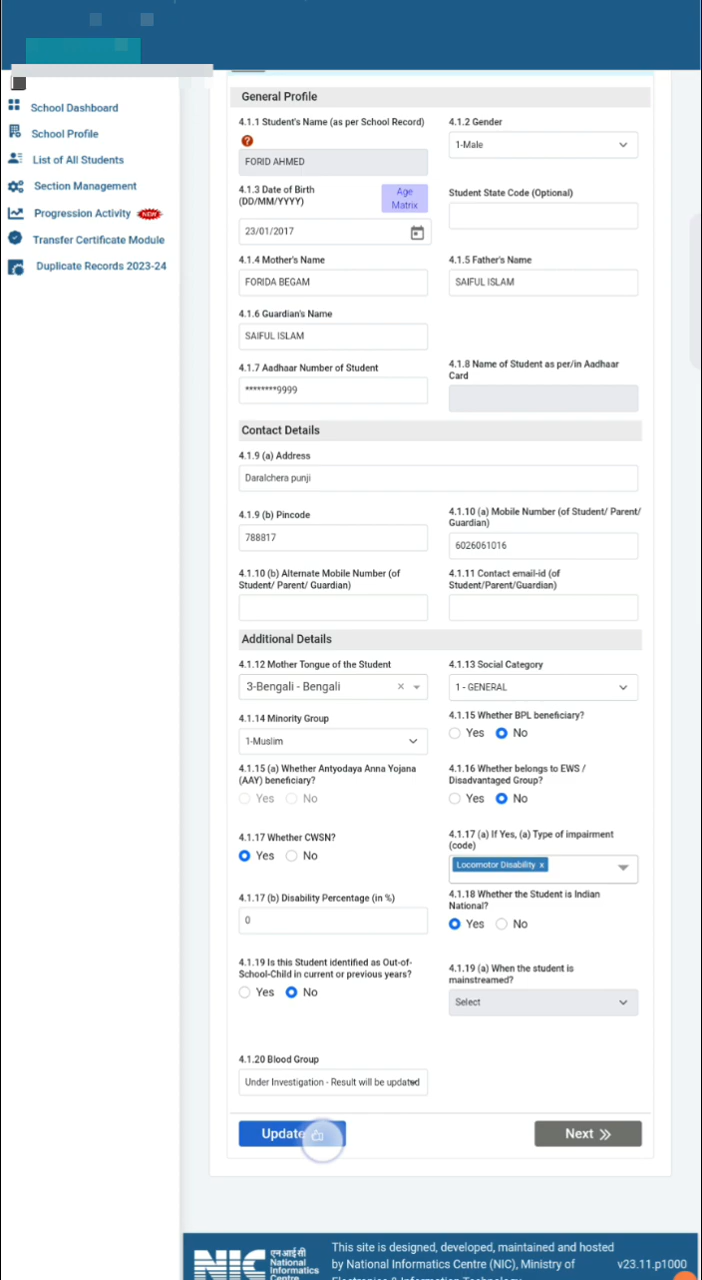 School Dashboard
School Profile
List of All Students
Section Management
Progression Activity NEW
Transfer Certificate Module
Duplicate Records 2023-24
General Profile
4.1.1 Student's Name (as per School Record)
?
FORID AHMED
4.1.2 Gender
1-Male
4.1.3 Date of Birth
(DD/MM/YYYY)
Age
Matrix
23/01/2017
Student State Code (Optional)
4.1.4 Mother's Name
FORIDA BEGAM
4.1.5 Father's Name
SAIFUL ISLAM
4.1.6 Guardian's Name
SAIFUL ISLAM
4.1.7 Aadhaar Number of Student
********9999
4.1.8 Name of Student as per/in Aadhaar
Card
Contact Details
4.1.9 (a) Address
Daralchera punji
4.1.9 (b) Pincode
788817
4.1.10 (a) Mobile Number (of Student/ Parent/
Guardian)
6026061016
4.1.10 (b) Alternate Mobile Number (of
Student/ Parent/ Guardian)
4.1.11 Contact email-id (of
Student/Parent/Guardian)
Additional Details
4.1.12 Mother Tongue of the Student
3-Bengali - Bengali ×
4.1.13 Social Category
1 - GENERAL
4.1.14 Minority Group
1-Muslim
4.1.15 Whether BPL beneficiary?
Yes No
4.1.15 (a) Whether Antyodaya Anna Yojana
(AAY) beneficiary?
Yes No
4.1.16 Whether belongs to EWS /
Disadvantaged Group?
Yes No
4.1.17 Whether CWSN?
Yes No
4.1.17 (a) If Yes, (a) Type of impairment
(code)
Locomotor Disability x
4.1.17 (b) Disability Percentage (in %)
0
4.1.18 Whether the Student is Indian
National?
Yes No
4.1.19 Is this Student identified as Out-of-
School-Child in current or previous years?
Yes No
4.1.19 (a) When the student is
mainstreamed?
Select
4.1.20 Blood Group
Under Investigation - Result will be updated
Update
Next
NIC एन आई सी
National
Informatics
Centre
This site is designed, developed, maintained and hosted
by National Informatics Centre (NIC), Ministry of
Electronics & Information Technology
v23.11.p1000